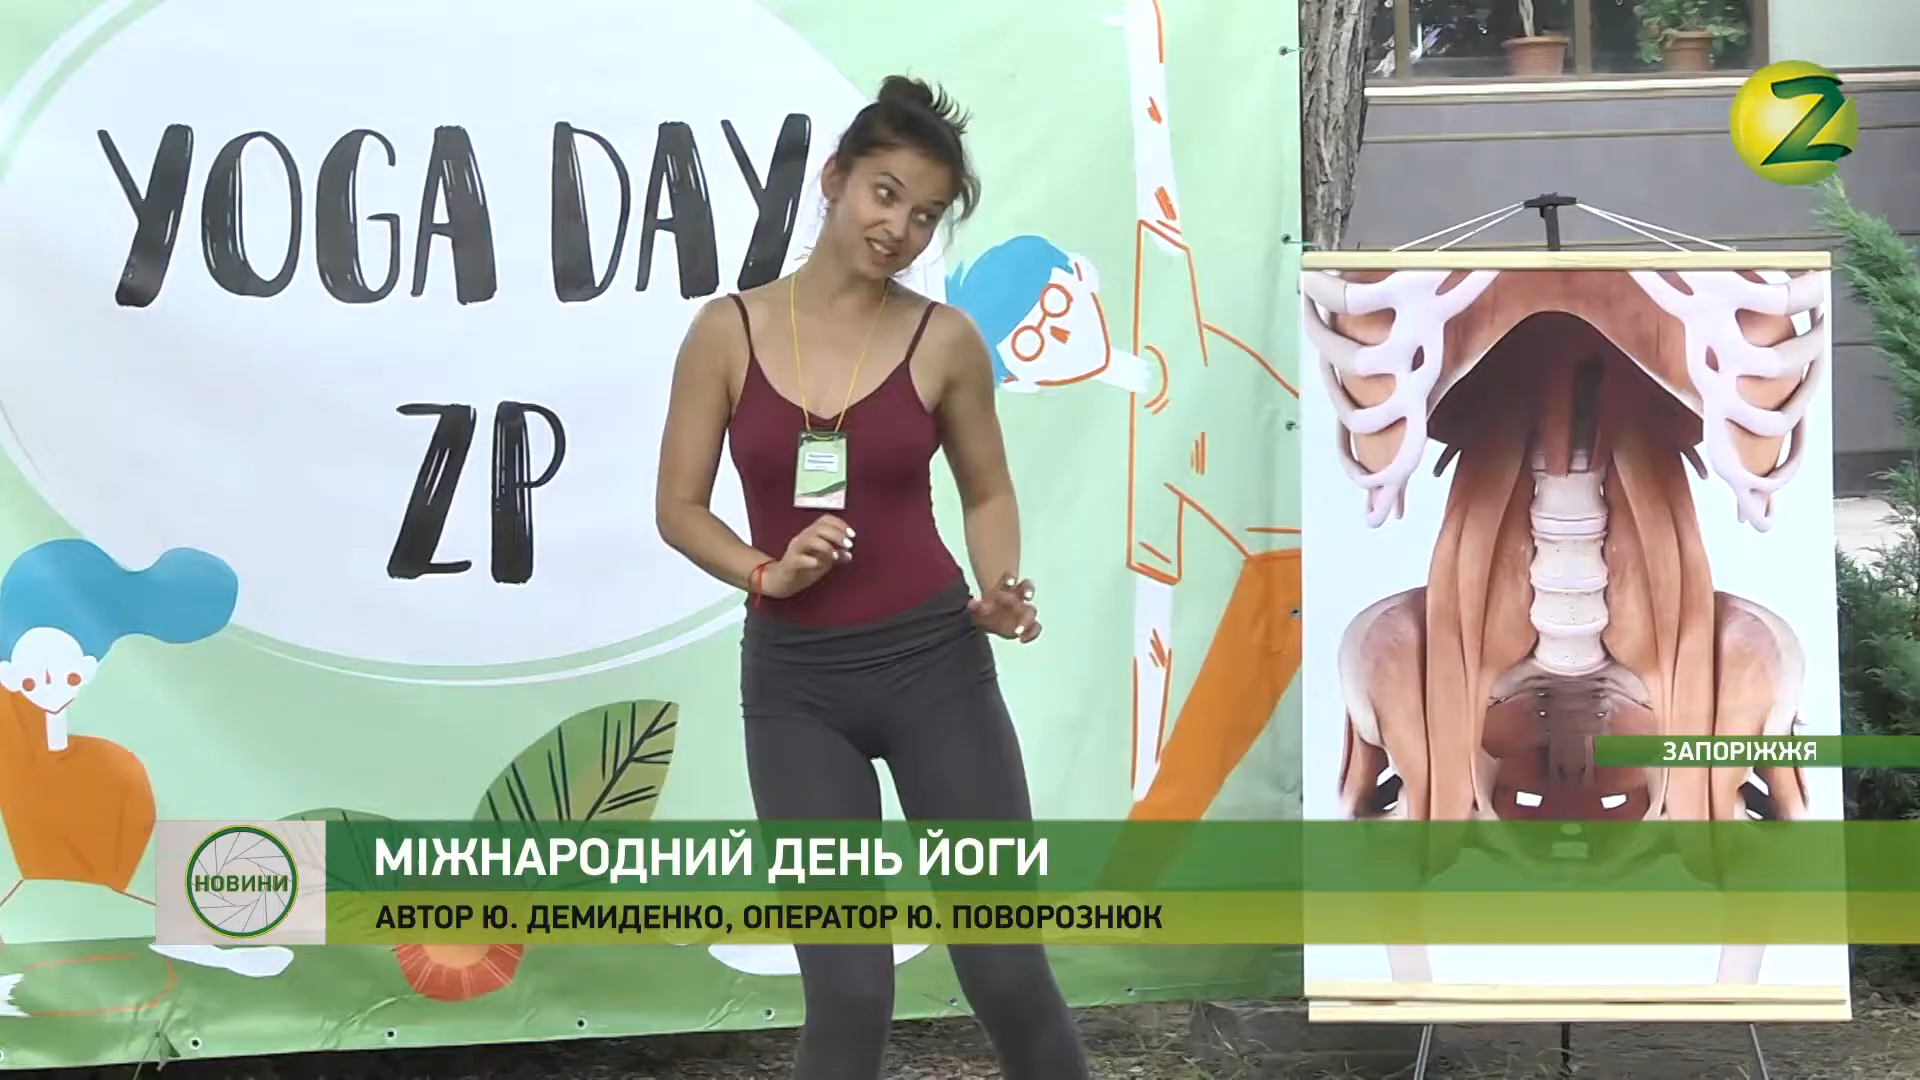 YOGA DAY
ZP
Z
ЗАПОРІЖЖЯ
НОВИНИ
МІЖНАРОДНИЙ ДЕНЬ ЙОГИ
АВТОР Ю. ДЕМИДЕНКО, ОПЕРАТОР Ю. ПОВОРОЗНЮК